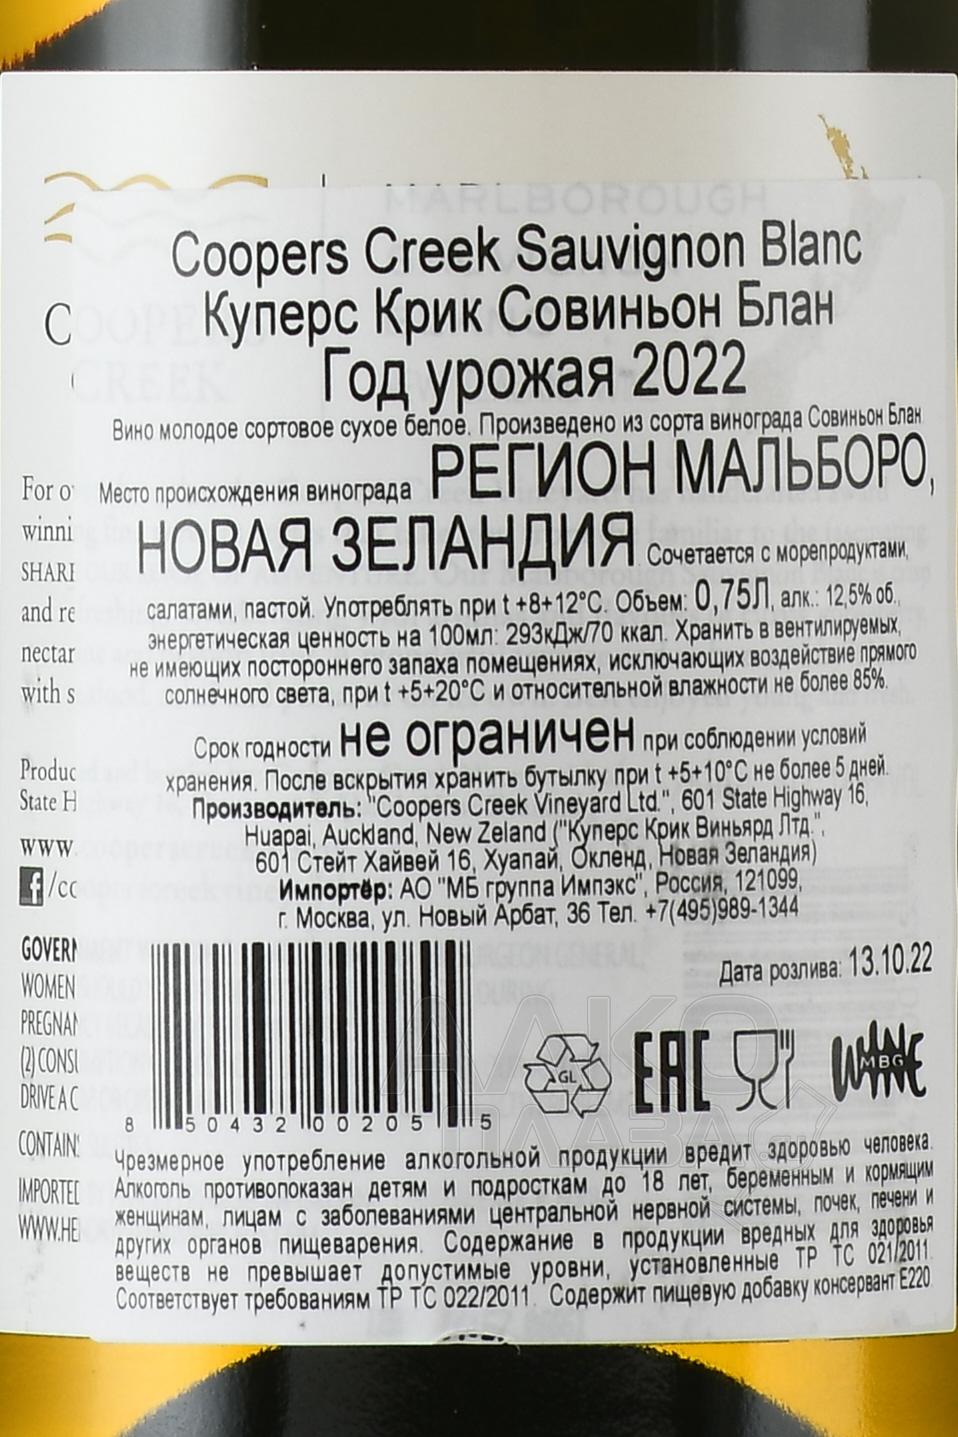 MARLBOROUGH
Coopers Creek Sauvignon Blanc
Куперс Крик Совиньон Блан
Год урожая 2022
Вино молодое сортовое сухое белое. Произведено из сорта винограда Совиньон Блан
Место происхождения винограда РЕГИОН МАЛЬБОРО,
НОВАЯ ЗЕЛАНДИЯ Сочетается с морепродуктами,
салатами, пастой. Употреблять при t +8+12°С. Объем: 0,75Л, алк.: 12,5% об.,
энергетическая ценность на 100мл: 293кДж/70 ккал. Хранить в вентилируемых,
не имеющих постороннего запаха помещениях, исключающих воздействие прямого
солнечного света, при t +5+20°С и относительной влажности не более 85%.
Срок годности не ограничен при соблюдении условий
хранения. После вскрытия хранить бутылку при t +5+10°С не более 5 дней.
Производитель: "Coopers Creek Vineyard Ltd.", 601 State Highway 16,
Huapai, Auckland, New Zeland ("Куперс Крик Виньярд Лтд.",
601 Стейт Хайвей 16, Хуапай, Окленд, Новая Зеландия)
Импортёр: АО "МБ группа Импэкс", Россия, 121099,
г. Москва, ул. Новый Арбат, 36 Тел. +7(495)989-1344
Дата розлива: 13.10.22
8 50432 00205 5
GL
EAC
WINE
MBG
АЛКО
ПЛАЗА
Чрезмерное употребление алкогольной продукции вредит здоровью человека.
Алкоголь противопоказан детям и подросткам до 18 лет, беременным и кормящим
женщинам, лицам с заболеваниями центральной нервной системы, почек, печени и
других органов пищеварения. Содержание в продукции вредных для здоровья
веществ не превышает допустимые уровни, установленные ТР ТС 021/2011.
Соответствует требованиям ТР ТС 022/2011. Содержит пищевую добавку консервант Е220.